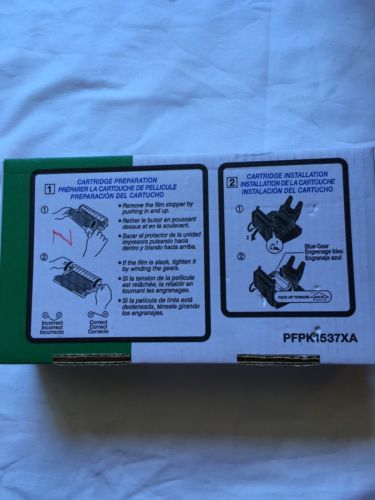 1
CARTRIDGE PREPARATION
PRÉPARER LA CARTOUCHE DE PELLICULE
PREPARACIÓN DEL CARTUCHO
1
• Remove the film stopper by
pushing in end up.
• Retirer le butoir en poussant
dessus et en le soulevant.
• Sacar el protector de la unidad
impresora pulsando hacia
dentro y tirando hacia arriba.
N
2
• If the film is slack, tighten it
by winding the gears.
• Si la tension de la pellicule
est relâchée, la rétablir en
tournant les engrenages.
• Si la película de tinta está
destensada, ténsela girando
los engranajes.
Incorrect
Incorrect
Incorrecto
Correct
Correct
Correcto
2
CARTRIDGE INSTALLATION
INSTALLATION DE LA CARTOUCHE
INSTALACIÓN DEL CARTUCHO
1
Blue Gear
Engrenage bleu
Engranaje azul
2
FACE UP TOWARD
BACK
PFPK1537XA